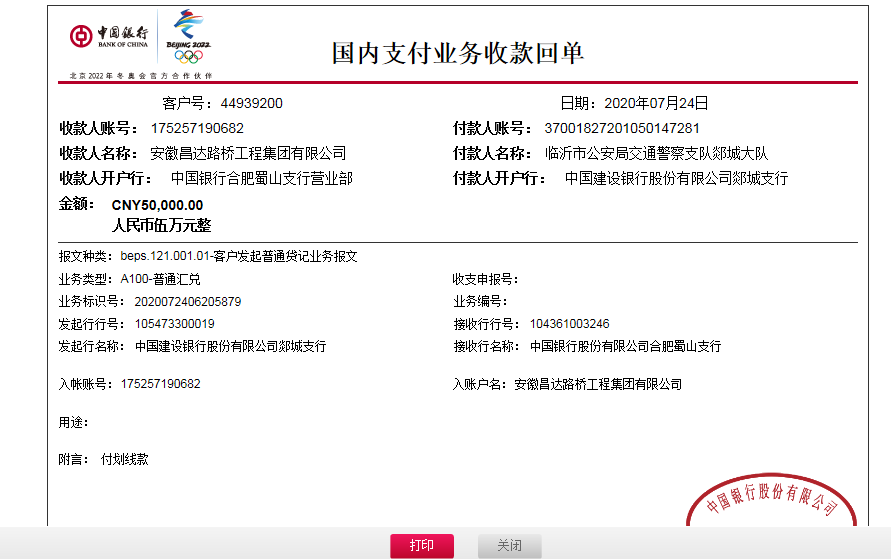 中国银行
BANK OF CHINA
BEIJING 2022
北京2022年冬奥会官方合作伙伴
国内支付业务收款回单
客户号：44939200 日期：2020年07月24日
收款人账号： 175257190682 付款人账号： 37001827201050147281
收款人名称： 安徽昌达路桥工程集团有限公司 付款人名称： 临沂市公安局交通警察支队郯城大队
收款人开户行： 中国银行合肥蜀山支行营业部 付款人开户行： 中国建设银行股份有限公司郯城支行
金额： CNY50,000.00
人民币伍万元整
报文种类：beps.121.001.01-客户发起普通贷记业务报文
业务类型：A100-普通汇兑 收支申报号：
业务标识号： 2020072406205879 业务编号：
发起行行号： 105473300019 接收行行号： 104361003246
发起行名称： 中国建设银行股份有限公司郯城支行 接收行名称： 中国银行股份有限公司合肥蜀山支行
入帐账号：175257190682 入账户名：安徽昌达路桥工程集团有限公司
用途：
附言： 付划线款
中国银行股份有限公司
打印 关闭